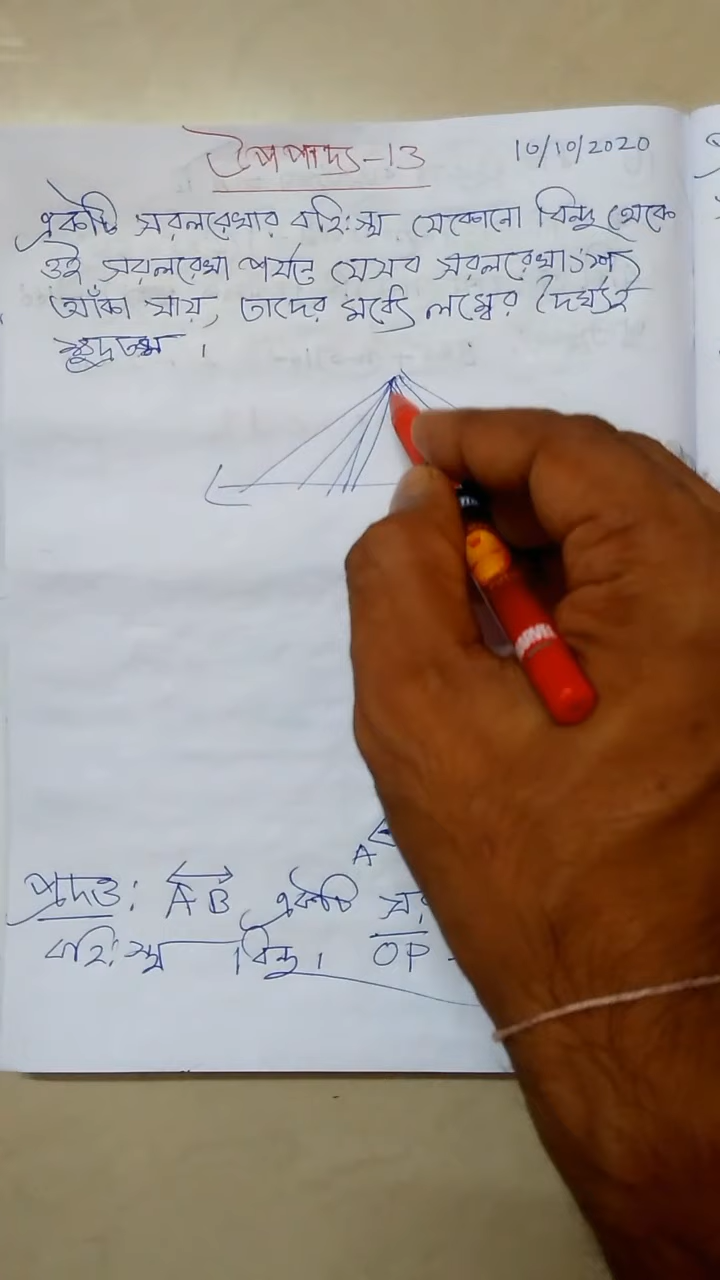 উপপাদ্য-13
10/10/2020
একটি সরলরেখার বহি:স্থ যেকোনো বিন্দু থেকে
ওই সরলরেখা পর্যন্ত যেসব সরলরেখাংশ
আঁকা যায়, তাদের মধ্যে লম্বের দৈর্ঘ্যই
ক্ষুদ্রতম ।
A
প্রদত্ত: AB একটি
বহি:স্থ বিন্দু। OP
MARVEL